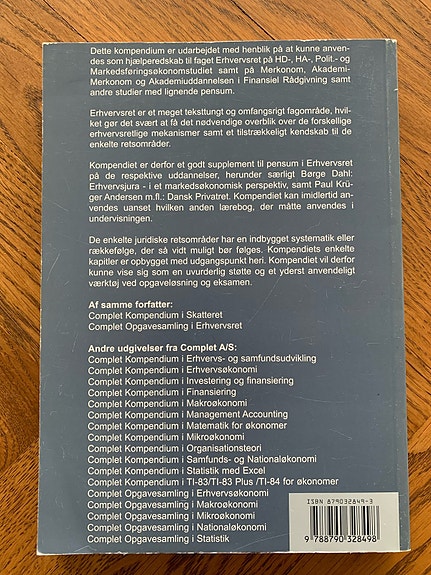 Dette kompendium er udarbejdet med henblik på at kunne anven-
des som hjælperedskab til faget Erhvervsret på HD-, HA-, Polit.- og
Markedsføringsøkonomstudiet samt på Merkonom, Akademi-
Merkonom og Akademiuddannelsen i Finansiel Rådgivning samt
andre studier med lignende pensum.
Erhvervsret er et meget teksttungt og omfangsrigt fagområde, hvil-
ket gør det svært at få det nødvendige overblik over de forskellige
erhvervsretlige mekanismer samt et tilstrækkeligt kendskab til de
enkelte retsområder.
Kompendiet er derfor et godt supplement til pensum i Erhvervsret
på de respektive uddannelser, herunder særligt Børge Dahl:
Erhvervsjura - i et markedsøkonomisk perspektiv, samt Paul Krü-
ger Andersen m.fl.: Dansk Privatret. Kompendiet kan imidlertid an-
vendes uanset hvilken anden lærebog, der måtte anvendes i
undervisningen.
De enkelte juridiske retsområder har en indbygget systematik eller
rækkefølge, der så vidt muligt bør følges. Kompendiets enkelte
kapitler er opbygget med udgangspunkt heri. Kompendiet vil derfor
kunne vise sig som en uvurderlig støtte og et yderst anvendeligt
værktøj ved opgaveløsning og eksamen.
Af samme forfatter:
Complet Kompendium i Skatteret
Complet Opgavesamling i Erhvervsret
Andre udgivelser fra Complet A/S:
Complet Kompendium i Erhvervs- og samfundsudvikling
Complet Kompendium i Erhvervsøkonomi
Complet Kompendium i Investering og finansiering
Complet Kompendium i Finansiering
Complet Kompendium i Makroøkonomi
Complet Kompendium i Management Accounting
Complet Kompendium i Matematik for økonomer
Complet Kompendium i Mikroøkonomi
Complet Kompendium i Organisationsteori
Complet Kompendium i Samfunds- og Nationaløkonomi
Complet Kompendium i Statistik med Excel
Complet Kompendium i TI-83/TI-83 Plus /TI-84 for økonomer
Complet Opgavesamling i Erhvervsøkonomi
Complet Opgavesamling i Makroøkonomi
Complet Opgavesamling i Mikroøkonomi
Complet Opgavesamling i Nationaløkonomi
Complet Opgavesamling i Statistik
ISBN 879032849-3
9 788790 328498